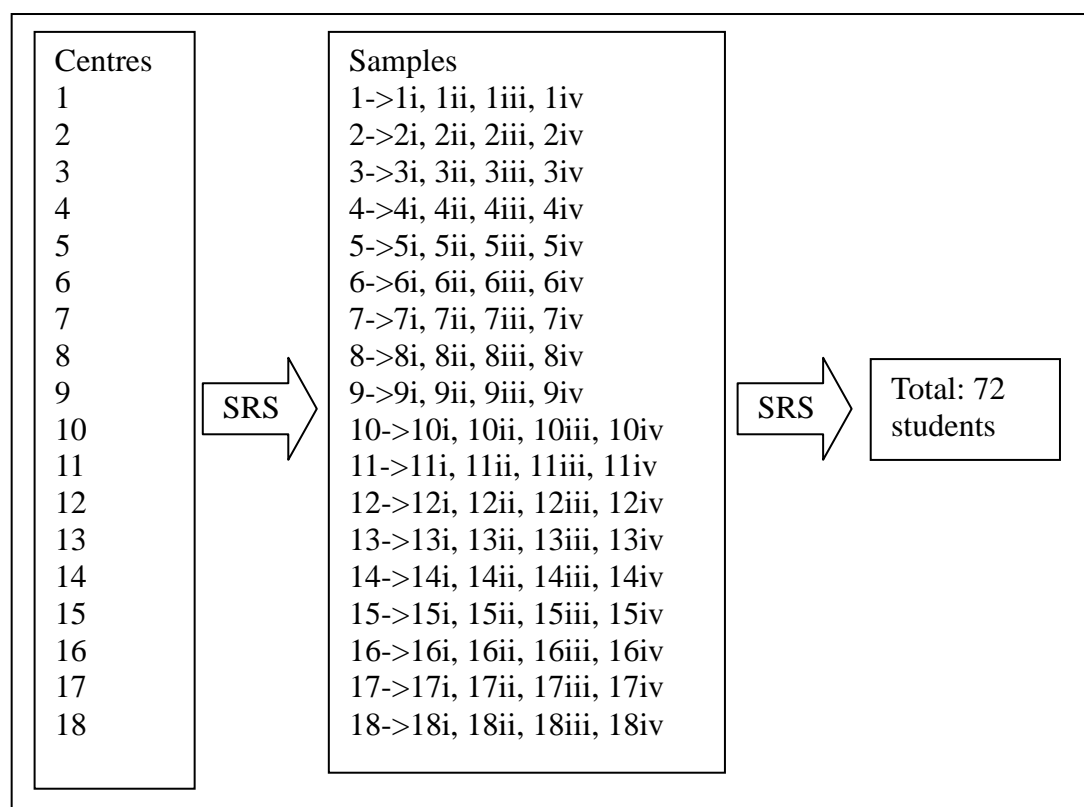 Centres
1
2
3
4
5
6
7
8
9
10
11
12
13
14
15
16
17
18
SRS
Samples
1->1i, 1ii, 1iii, 1iv
2->2i, 2ii, 2iii, 2iv
3->3i, 3ii, 3iii, 3iv
4->4i, 4ii, 4iii, 4iv
5->5i, 5ii, 5iii, 5iv
6->6i, 6ii, 6iii, 6iv
7->7i, 7ii, 7iii, 7iv
8->8i, 8ii, 8iii, 8iv
9->9i, 9ii, 9iii, 9iv
10->10i, 10ii, 10iii, 10iv
11->11i, 11ii, 11iii, 11iv
12->12i, 12ii, 12iii, 12iv
13->13i, 13ii, 13iii, 13iv
14->14i, 14ii, 14iii, 14iv
15->15i, 15ii, 15iii, 15iv
16->16i, 16ii, 16iii, 16iv
17->17i, 17ii, 17iii, 17iv
18->18i, 18ii, 18iii, 18iv
SRS
Total: 72
students